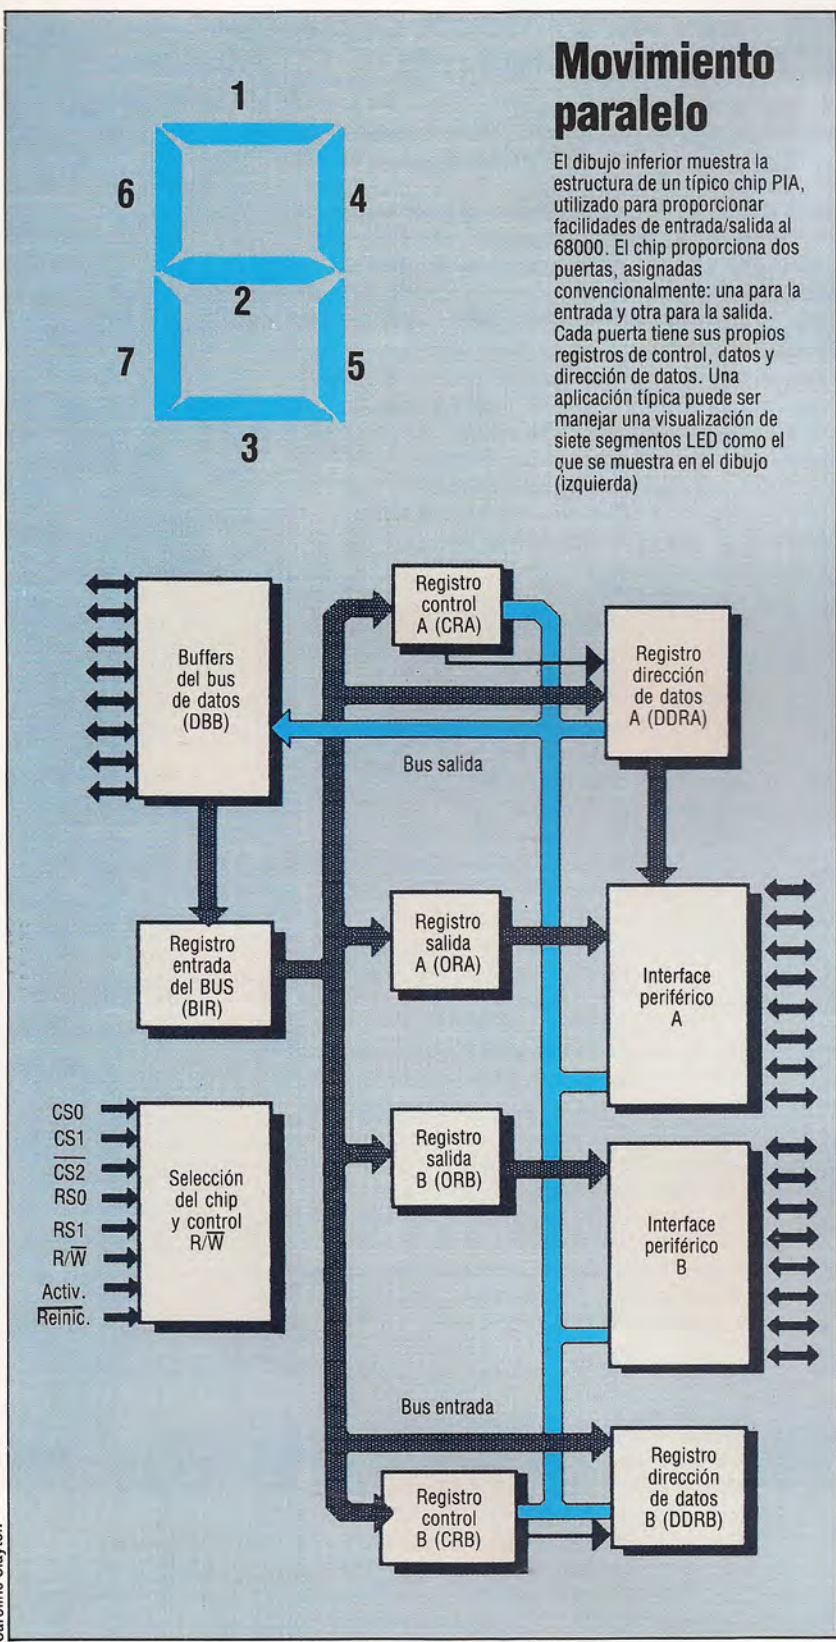 Movimiento
paralelo
El dibujo inferior muestra la
estructura de un típico chip PIA,
utilizado para proporcionar
facilidades de entrada/salida al
68000. El chip proporciona dos
puertas, asignadas
convencionalmente: una para la
entrada y otra para la salida.
Cada puerta tiene sus propios
registros de control, datos y
dirección de datos. Una
aplicación típica puede ser
manejar una visualización de
siete segmentos LED como el
que se muestra en el dibujo
(izquierda)
1
6
4
2
7
5
3
Registro
control
A (CRA)
Buffers
del bus
de datos
(DBB)
Registro
dirección
de datos
A (DDRA)
Bus salida
Registro
entrada
del BUS
(BIR)
Registro
salida
A (ORA)
Interface
periférico
A
CS0
CS1
C̅S̅2̅
RS0
RS1
R/W̅
Activ.
R̅e̅i̅n̅i̅c̅.
Selección
del chip
y control
R/W̅
Registro
salida
B (ORB)
Interface
periférico
B
Bus entrada
Registro
control
B (CRB)
Registro
dirección
de datos
B (DDRB)